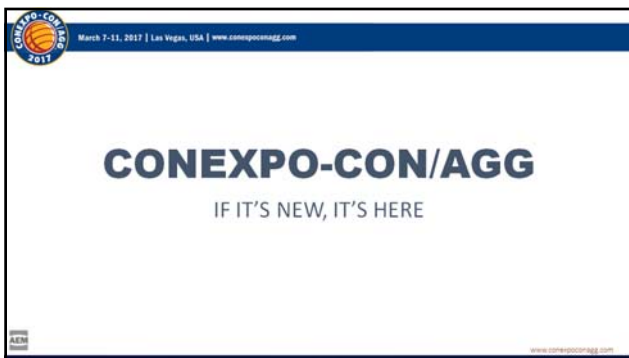 CONEXPO-CON/AGG
2017
March 7-11, 2017 | Las Vegas, USA | www.conexpoconagg.com
CONEXPO-CON/AGG
IF IT'S NEW, IT'S HERE
AEM
www.conexpoconagg.com